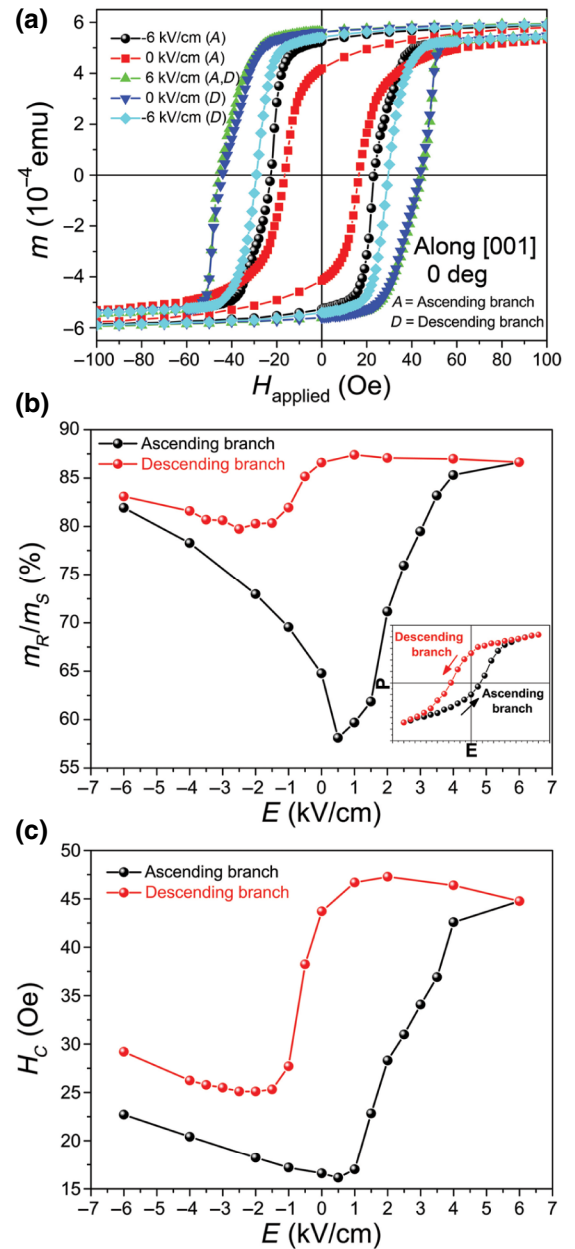 (a)
6
4
2
0
−2
−4
−6
m (10⁻⁴ emu)
-6 kV/cm (A)
0 kV/cm (A)
6 kV/cm (A,D)
0 kV/cm (D)
-6 kV/cm (D)
Along [001]
0 deg
A = Ascending branch
D = Descending branch
−100 −80 −60 −40 −20 0 20 40 60 80 100
H applied (Oe)
(b)
90
85
80
75
70
65
60
55
m_R/m_S (%)
Ascending branch
Descending branch
Descending
branch
P
Ascending
branch
E
−7 −6 −5 −4 −3 −2 −1 0 1 2 3 4 5 6 7
E (kV/cm)
(c)
50
45
40
35
30
25
20
15
H_C (Oe)
Ascending branch
Descending branch
−7 −6 −5 −4 −3 −2 −1 0 1 2 3 4 5 6 7
E (kV/cm)